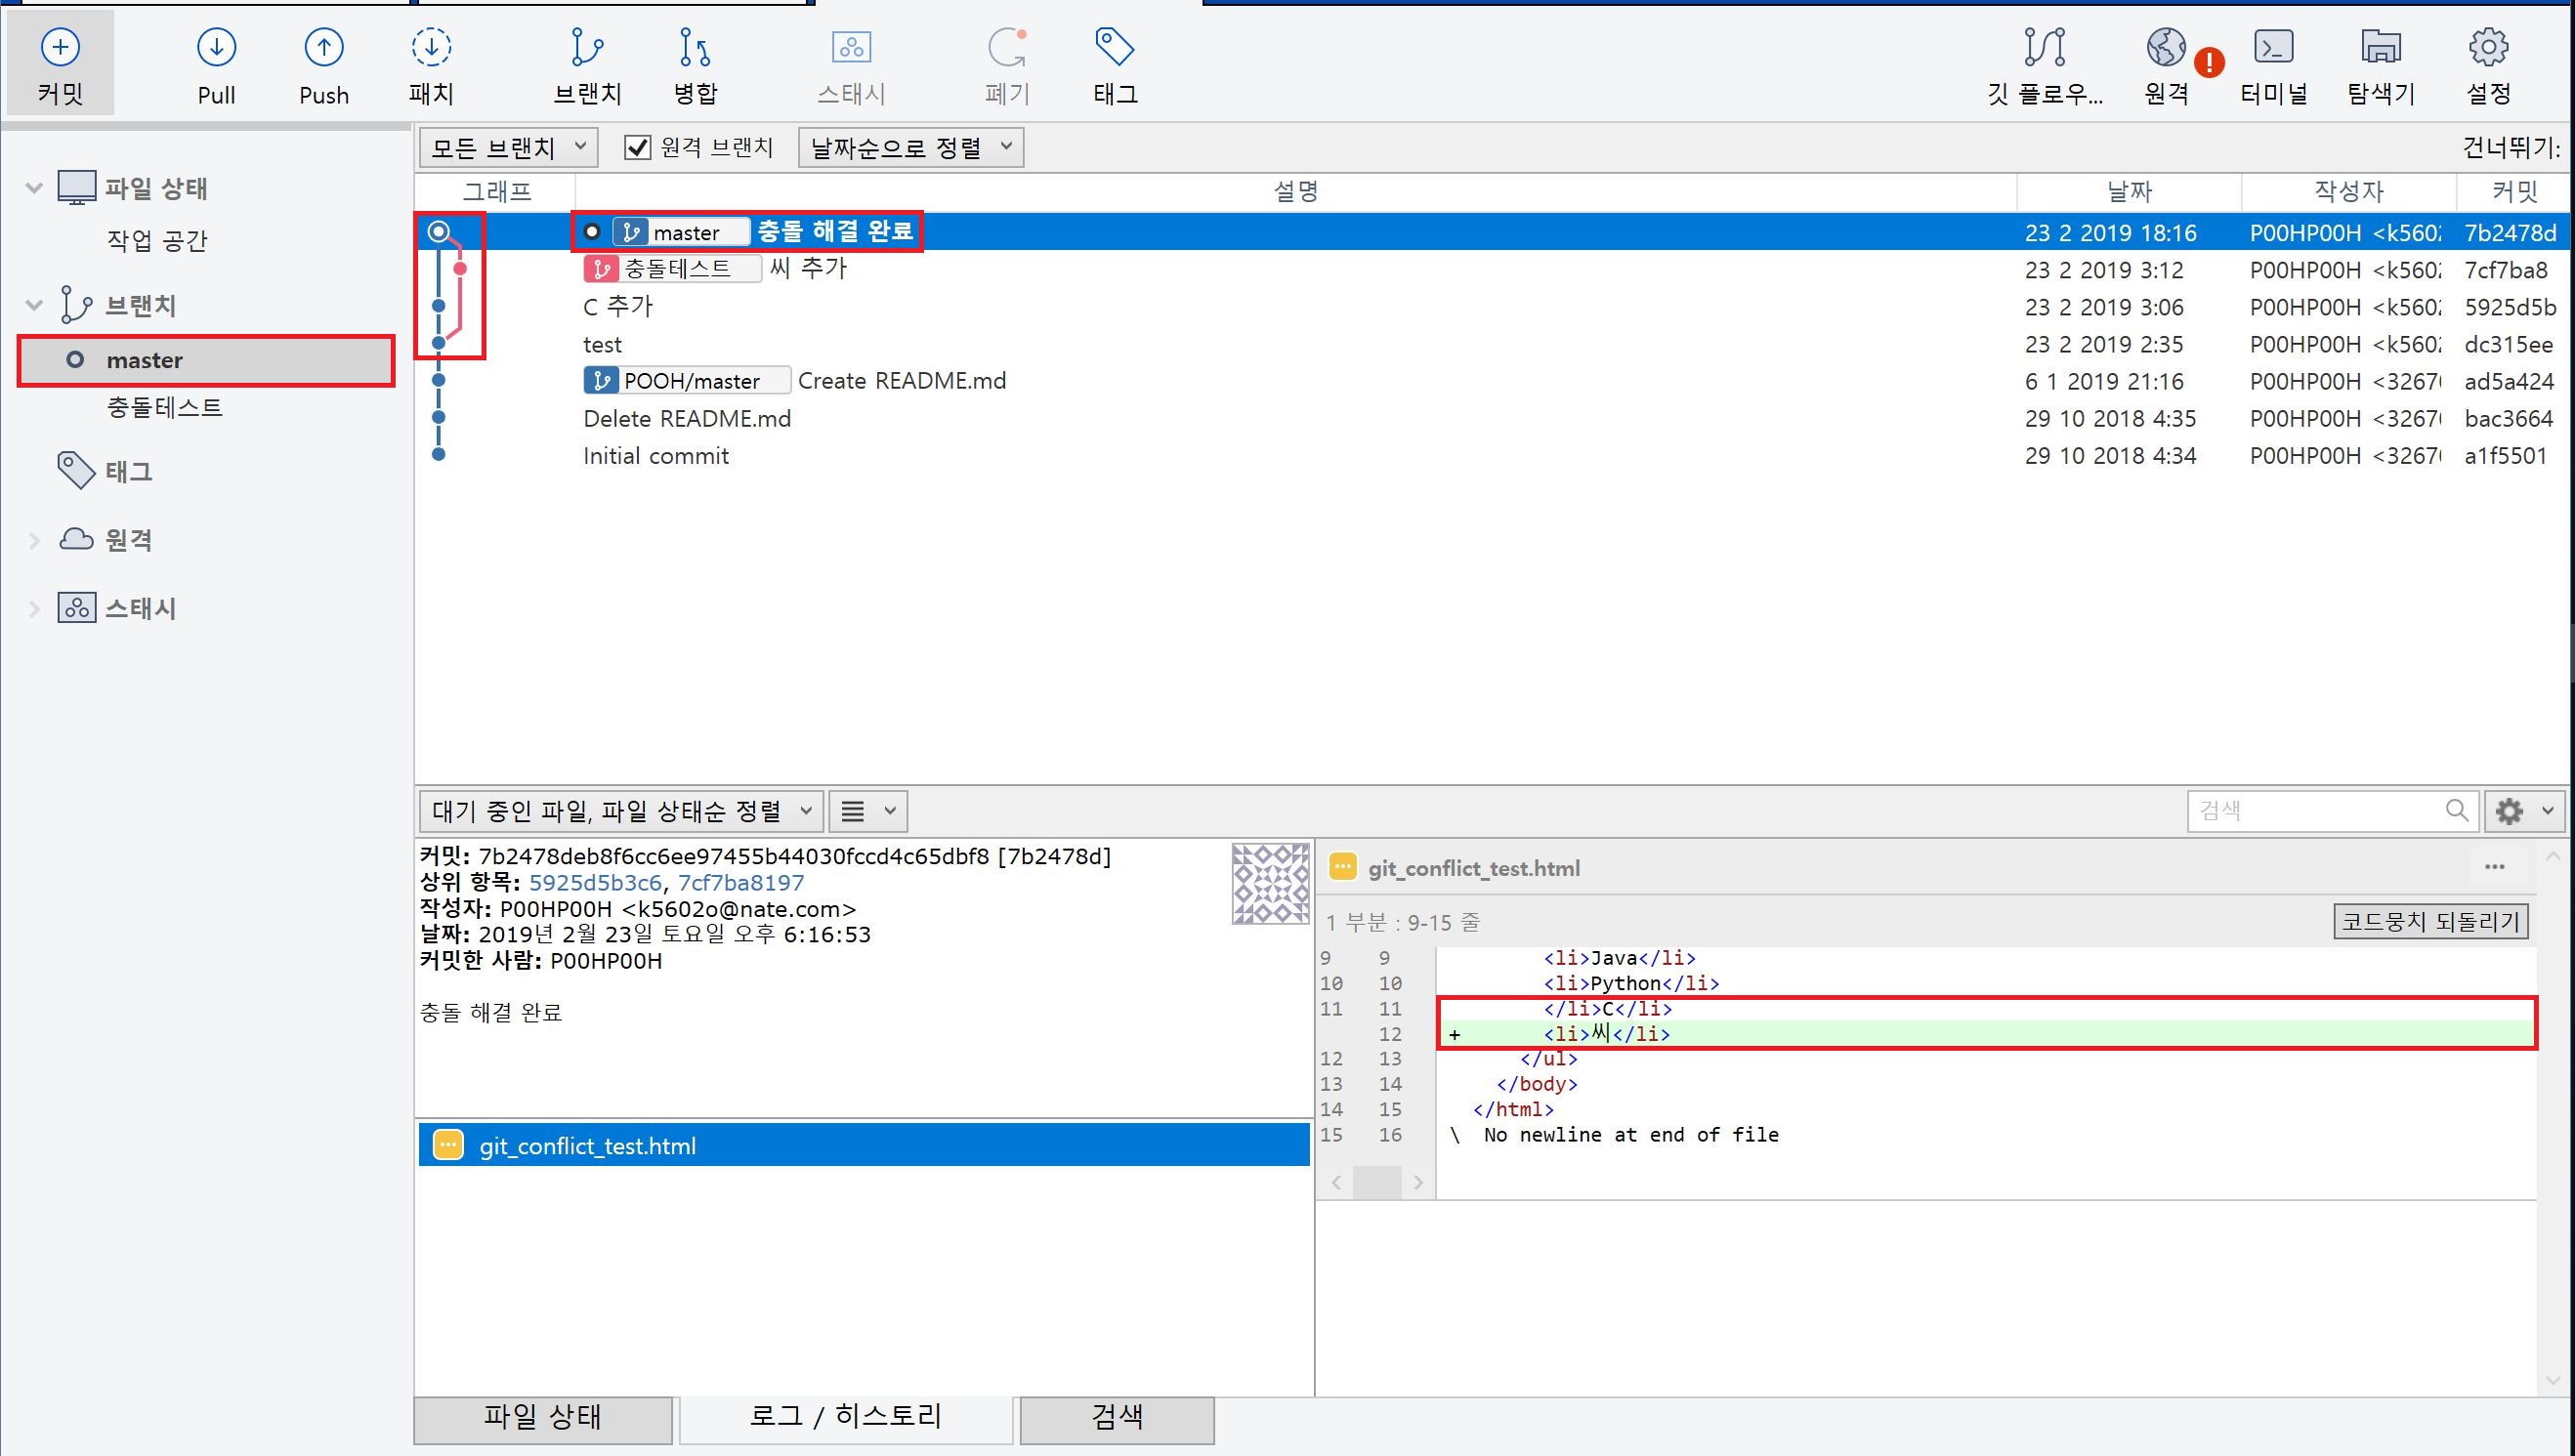 커밋 Pull Push 패치 브랜치 병합 스태시 폐기 태그 깃 플로우... 원격 터미널 탐색기 설정
모든 브랜치 원격 브랜치 날짜순으로 정렬 건너뛰기:
파일 상태
작업 공간
브랜치
master
충돌테스트
태그
원격
스태시
그래프 설명 날짜 작성자 커밋
master 충돌 해결 완료 23 2 2019 18:16 P00HP00H <k5602 7b2478d
충돌테스트 씨 추가 23 2 2019 3:12 P00HP00H <k5602 7cf7ba8
C 추가 23 2 2019 3:06 P00HP00H <k5602 5925d5b
test 23 2 2019 2:35 P00HP00H <k5602 dc315ee
POOH/master Create README.md 6 1 2019 21:16 P00HP00H <3267 ad5a424
Delete README.md 29 10 2018 4:35 P00HP00H <3267 bac3664
Initial commit 29 10 2018 4:34 P00HP00H <3267 a1f5501
대기 중인 파일, 파일 상태순 정렬 검색
커밋: 7b2478deb8f6cc6ee97455b44030fccd4c65dbf8 [7b2478d]
상위 항목: 5925d5b3c6, 7cf7ba8197
작성자: P00HP00H <k5602o@nate.com>
날짜: 2019년 2월 23일 토요일 오후 6:16:53
커밋한 사람: P00HP00H
충돌 해결 완료
git_conflict_test.html
git_conflict_test.html ...
1 부분 : 9-15 줄 코드뭉치 되돌리기
9 9 <li>Java</li>
10 10 <li>Python</li>
11 11 </li>C</li>
12 + <li>씨</li>
12 13 </ul>
13 14 </body>
14 15 </html>
15 16 \ No newline at end of file
파일 상태 로그 / 히스토리 검색